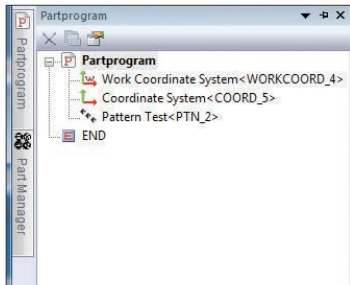 Partprogram
Partprogram
Part Manager
Partprogram
Work Coordinate System<WORKCOORD_4>
Coordinate System<COORD_5>
Pattern Test<PTN_2>
END